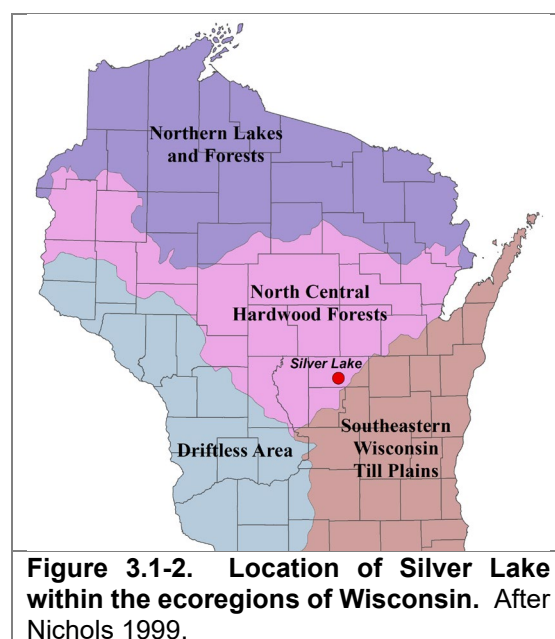 Northern Lakes
and Forests
North Central
Hardwood Forests
Silver Lake
Southeastern
Wisconsin
Till Plains
Driftless Area
Figure 3.1-2. Location of Silver Lake
within the ecoregions of Wisconsin. After
Nichols 1999.